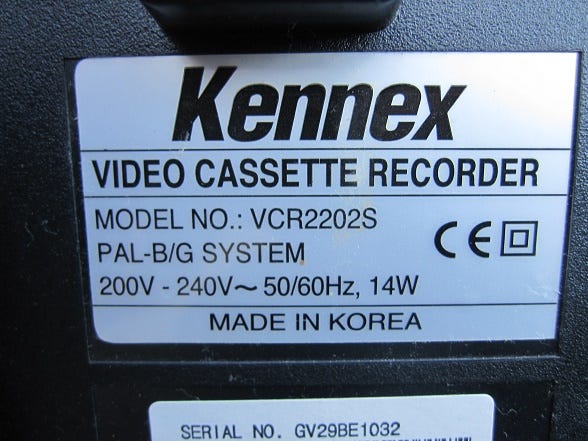 Kennex
VIDEO CASSETTE RECORDER
MODEL NO.: VCR2202S
PAL-B/G SYSTEM
200V - 240V~ 50/60Hz, 14W
CE
MADE IN KOREA
SERIAL NO. GV29BE1032